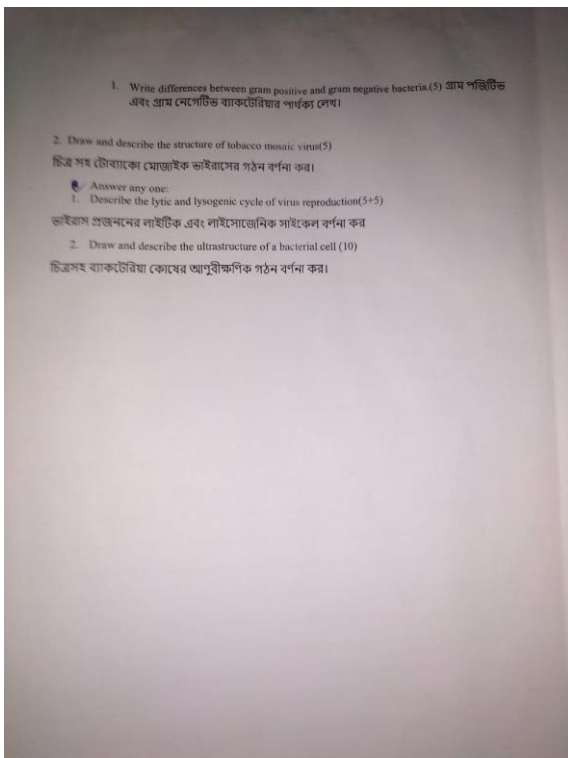 1. Write differences between gram positive and gram negative bacteria.(5) গ্রাম পজিটিভ
এবং গ্রাম নেগেটিভ ব্যাকটেরিয়ার পার্থক্য লেখ।
2. Draw and describe the structure of tobacco mosaic virus(5)
চিত্র সহ টোব্যাকো মোজাইক ভাইরাসের গঠন বর্ণনা কর।
Answer any one:
1. Describe the lytic and lysogenic cycle of virus reproduction(5+5)
ভাইরাস প্রজননের লাইটিক এবং লাইসোজেনিক সাইকেল বর্ণনা কর
2. Draw and describe the ultrastructure of a bacterial cell (10)
চিত্রসহ ব্যাকটেরিয়া কোষের আণুবীক্ষণিক গঠন বর্ণনা কর।